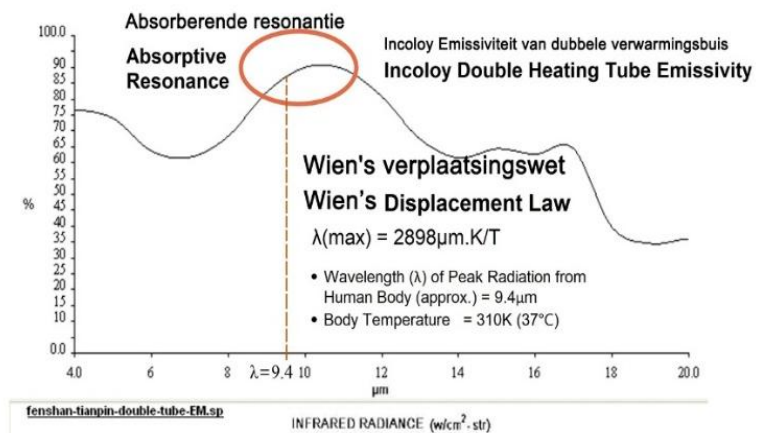 Absorberende resonantie
Absorptive
Resonance
Incoloy Emissiviteit van dubbele verwarmingsbuis
Incoloy Double Heating Tube Emissivity
100.0
90
85
80
75
70
65
60
55
50
45
40
35
30
25
20
15
10
0.0
%
Wien's verplaatsingswet
Wien's Displacement Law
λ(max) = 2898μm.K/T
• Wavelength (λ) of Peak Radiation from
Human Body (approx.) = 9.4μm
• Body Temperature = 310K (37°C)
4.0 6 8 λ=9.4 10 12 14 16 18 20.0
μm
fenshan-tianpin-double-tube-EM.sp
INFRARED RADIANCE (w/cm²- str)